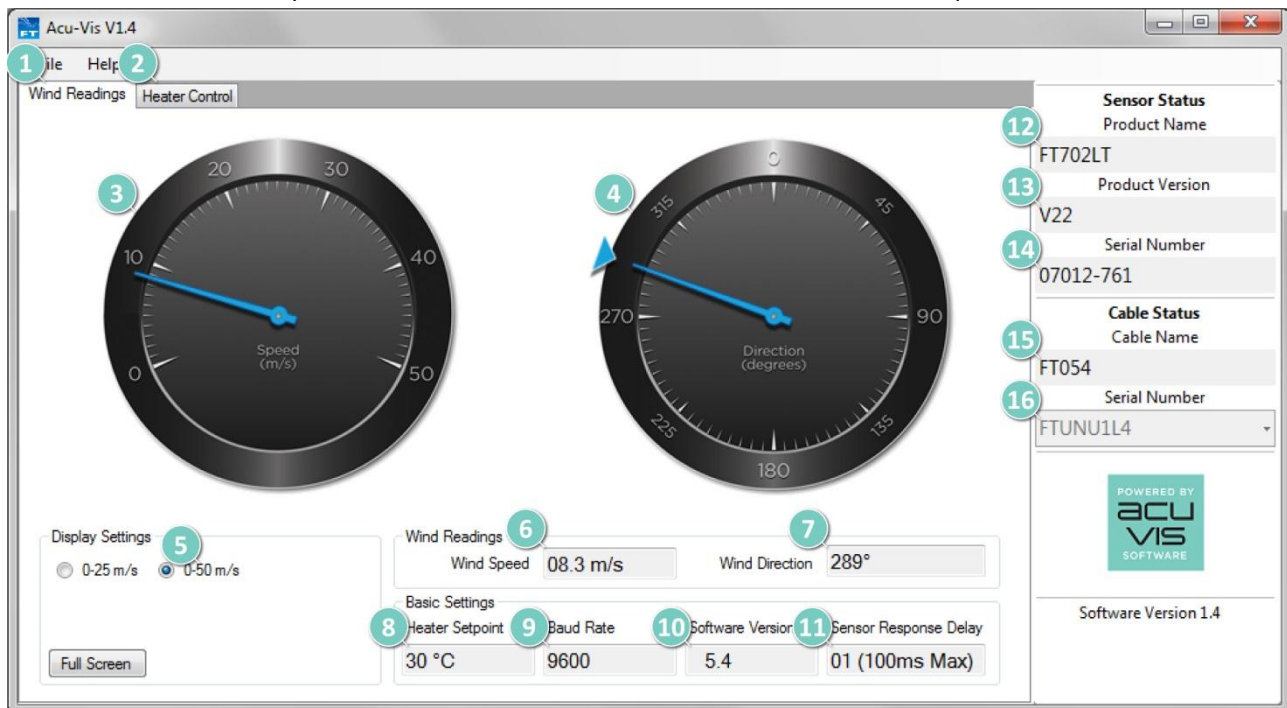 Acu-Vis V1.4
1 ile Help 2
Wind Readings Heater Control
3
0
10
20
30
40
50
Speed
(m/s)
4
0
45
90
135
180
225
270
315
Direction
(degrees)
Display Settings
5
0-25 m/s 0-50 m/s
Full Screen
Wind Readings
6 7
Wind Speed 08.3 m/s Wind Direction 289°
Basic Settings
8 Heater Setpoint 9 Baud Rate 10 Software Version 11 Sensor Response Delay
30 °C 9600 5.4 01 (100ms Max)
Sensor Status
12 Product Name
FT702LT
13 Product Version
V22
14 Serial Number
07012-761
Cable Status
15 Cable Name
FT054
16 Serial Number
FTUNU1L4
POWERED BY
acu
VIS
SOFTWARE
Software Version 1.4